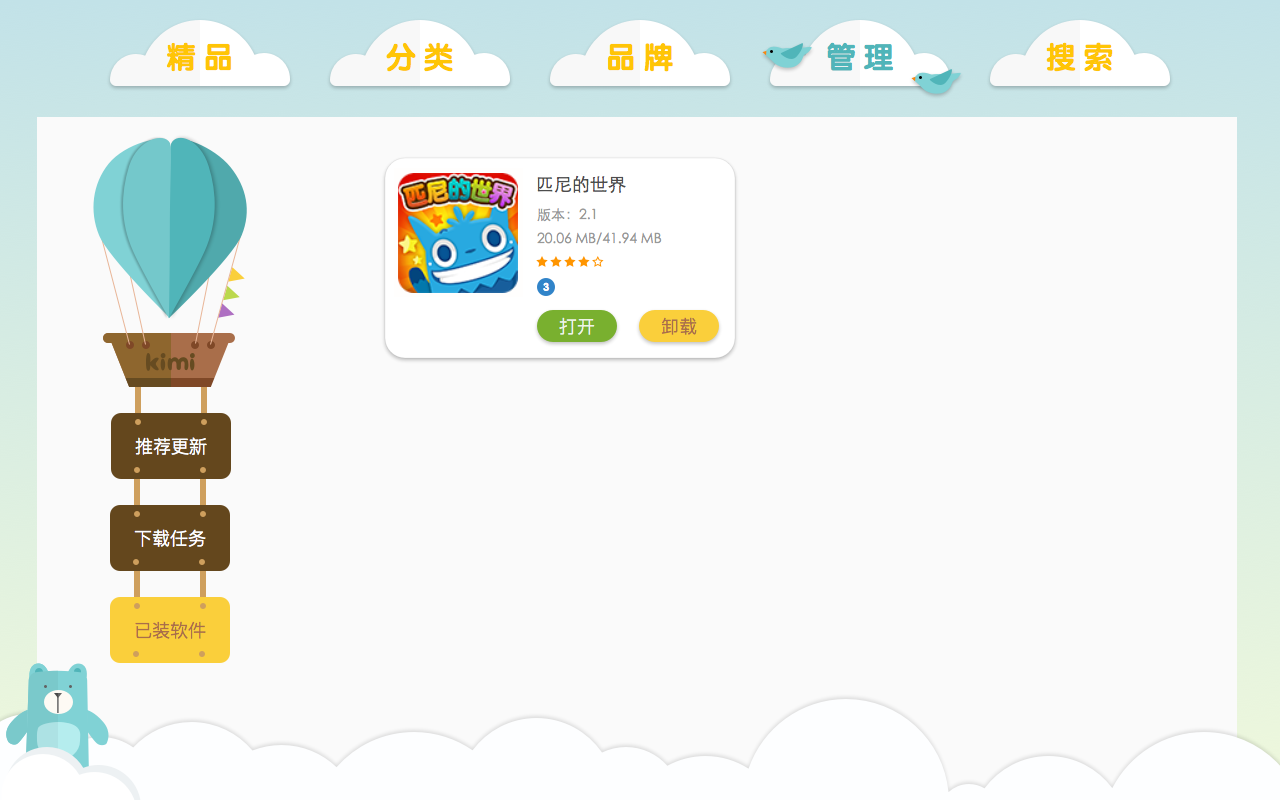 精品
分类
品牌
管理
搜索
匹尼的世界
匹尼的世界
版本：2.1
20.06 MB/41.94 MB
3
打开
卸载
kimi
推荐更新
下载任务
已装软件